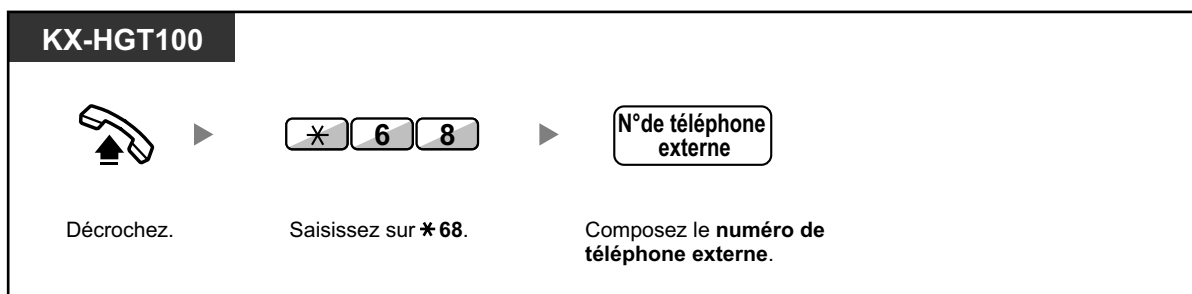 KX-HGT100
* 6 8
N°de téléphone
externe
Décrochez.
Saisissez sur *68.
Composez le numéro de
téléphone externe.